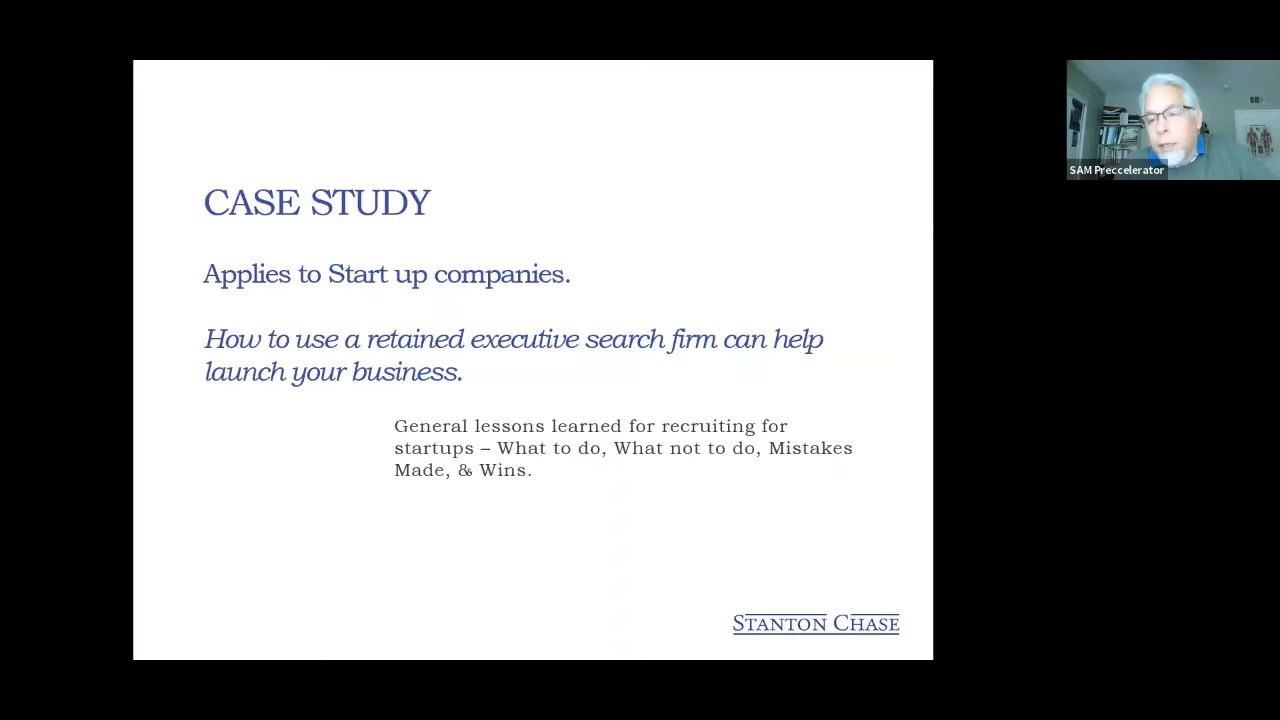 CASE STUDY
Applies to Start up companies.
How to use a retained executive search firm can help
launch your business.
General lessons learned for recruiting for
startups – What to do, What not to do, Mistakes
Made, & Wins.
STANTON CHASE
SAM Preccelerator